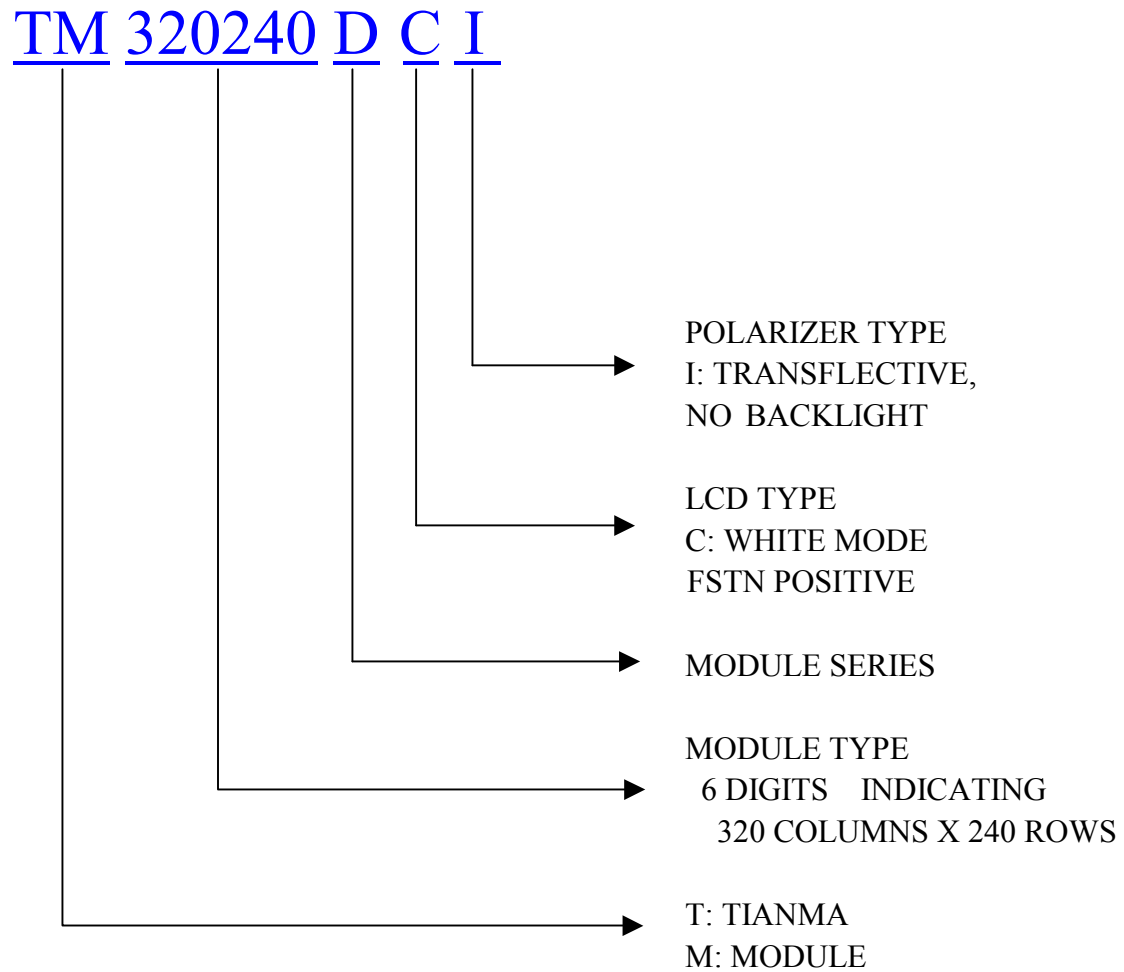 TM 320240 D C I
POLARIZER TYPE
I: TRANSFLECTIVE,
NO BACKLIGHT
LCD TYPE
C: WHITE MODE
FSTN POSITIVE
MODULE SERIES
MODULE TYPE
6 DIGITS INDICATING
320 COLUMNS X 240 ROWS
T: TIANMA
M: MODULE